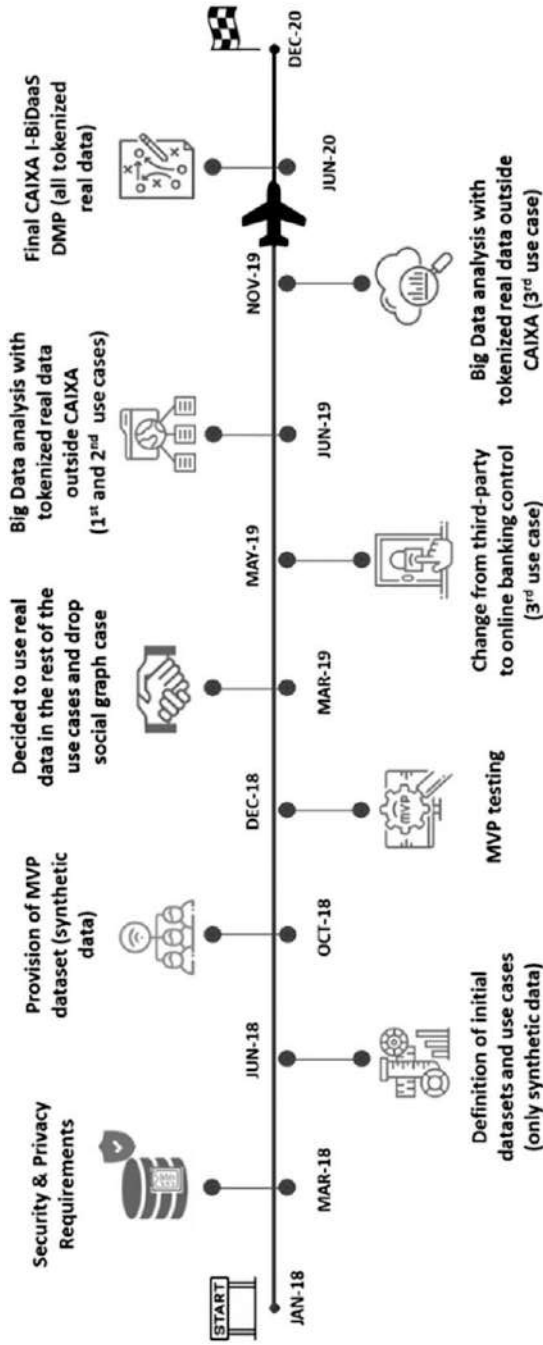 START
JAN-18
Security & Privacy
Requirements
MAR-18
JUN-18
Definition of initial
datasets and use cases
(only synthetic data)
Provision of MVP
dataset (synthetic
data)
OCT-18
DEC-18
MVP
MVP testing
Decided to use real
data in the rest of the
use cases and drop
social graph case
MAR-19
MAY-19
Change from third-party
to online banking control
(3rd use case)
Big Data analysis with
tokenized real data
outside CAIXA
(1st and 2nd use cases)
JUN-19
NOV-19
Big Data analysis with
tokenized real data outside
CAIXA (3rd use case)
Final CAIXA I-BiDaaS
DMP (all tokenized
real data)
JUN-20
DEC-20